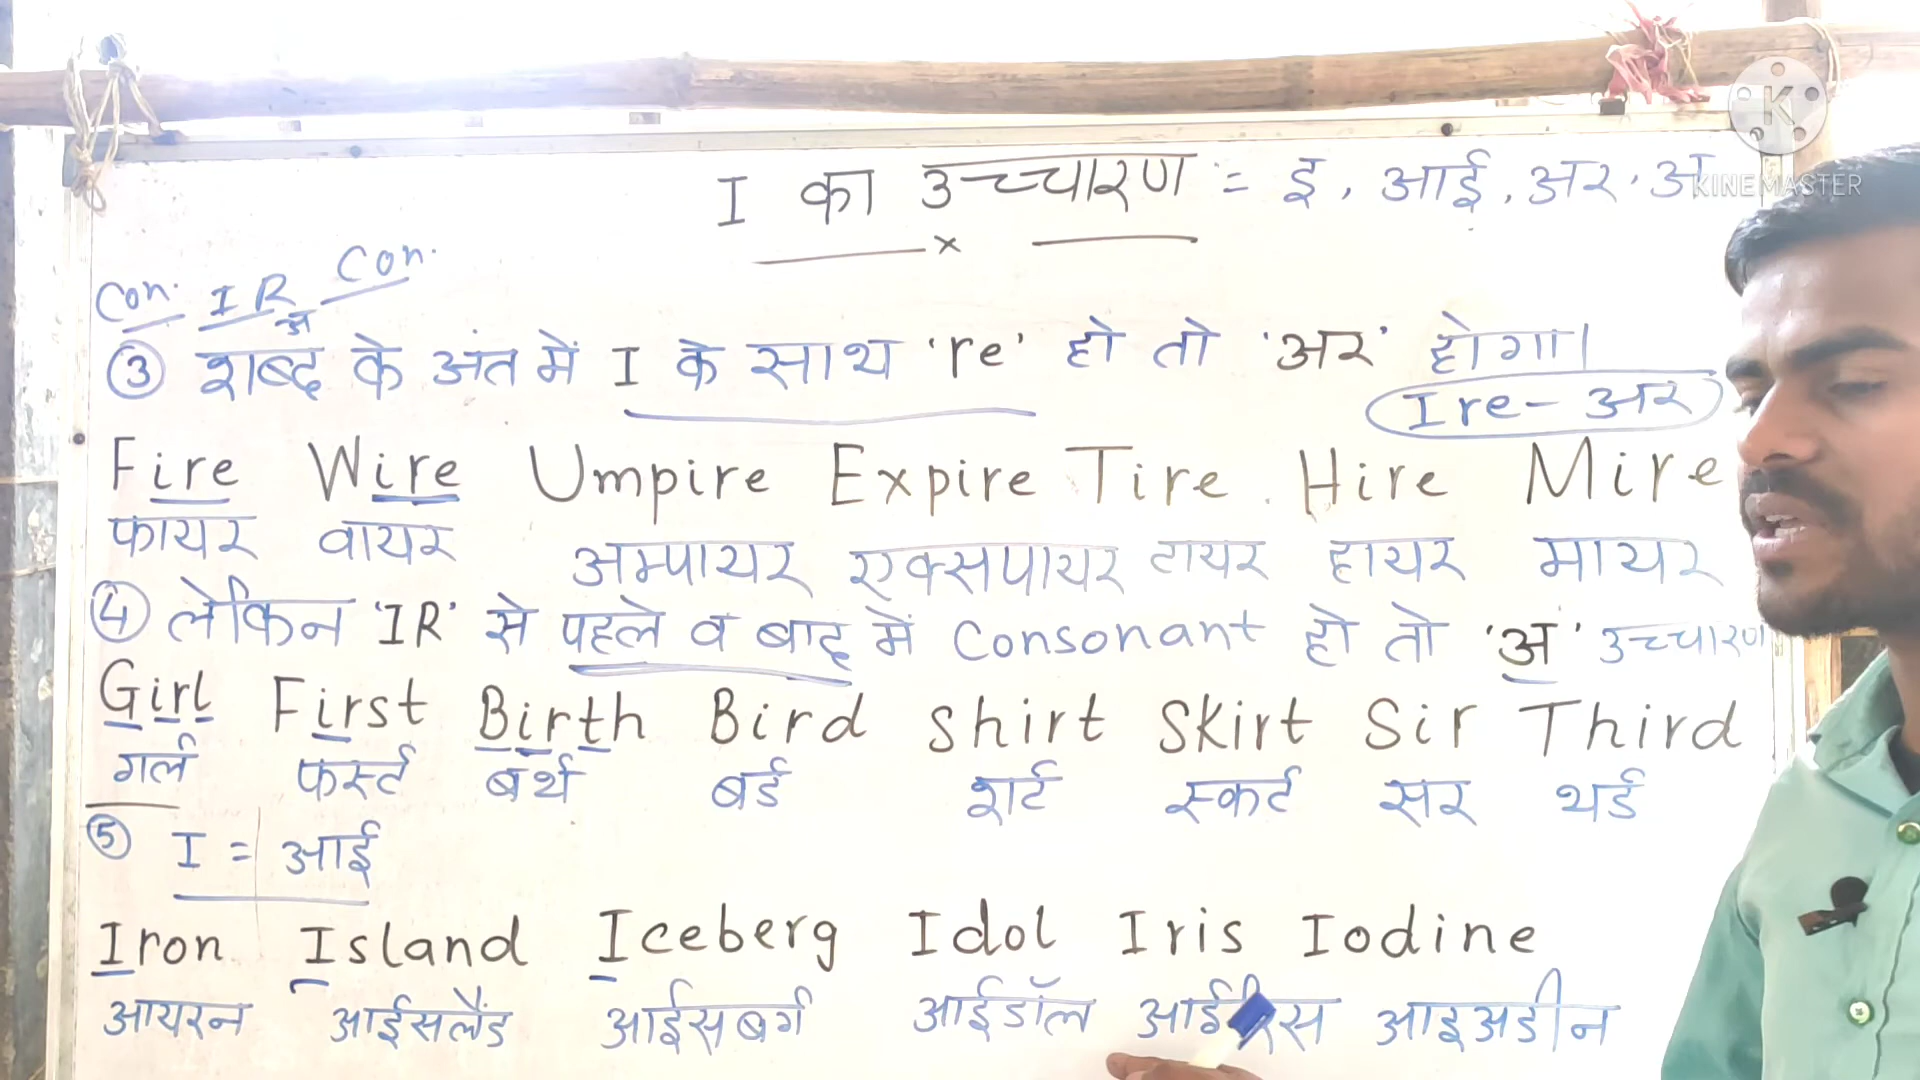 I का उच्चारण = इ, आई, अर, अ
KINEMASTER
Con. IR Con.
अ
③ शब्द के अंत में I के साथ 're' हो तो 'अर' होगा।
Ire - अर
Fire Wire Umpire Expire Tire Hire Mire
फायर वायर अम्पायर एक्सपायर टायर हायर मायर
④ लेकिन 'IR' से पहले व बाद में Consonant हो तो 'अ' उच्चारण
Girl First Birth Bird Shirt Skirt Sir Third
गर्ल फर्स्ट बर्थ बर्ड शर्ट स्कर्ट सर थर्ड
⑤ I = आई
Iron Island Iceberg Idol Iris Iodine
आयरन आईसलैंड आईसबर्ग आईडॉल आइअडीन